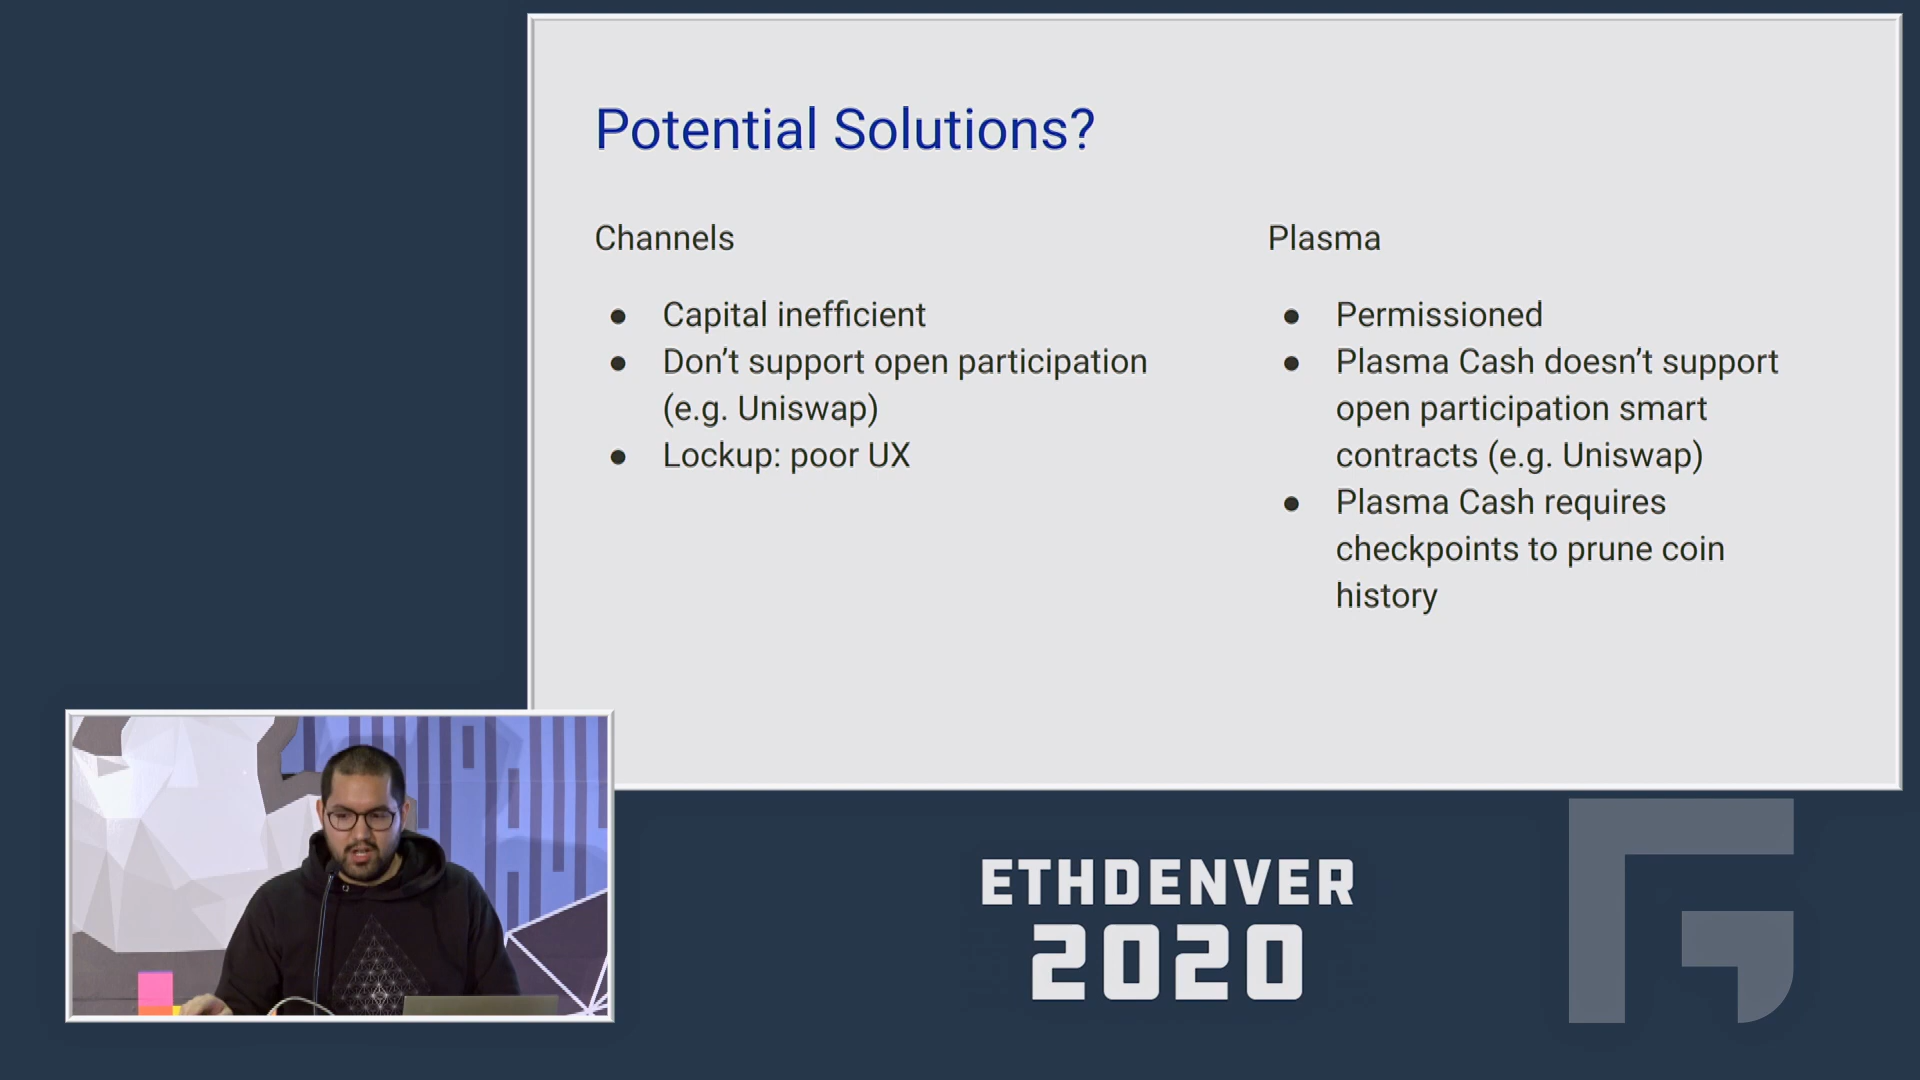 Potential Solutions?
Channels
● Capital inefficient
● Don’t support open participation
(e.g. Uniswap)
● Lockup: poor UX
Plasma
● Permissioned
● Plasma Cash doesn’t support
open participation smart
contracts (e.g. Uniswap)
● Plasma Cash requires
checkpoints to prune coin
history
ETHDENVER
2020